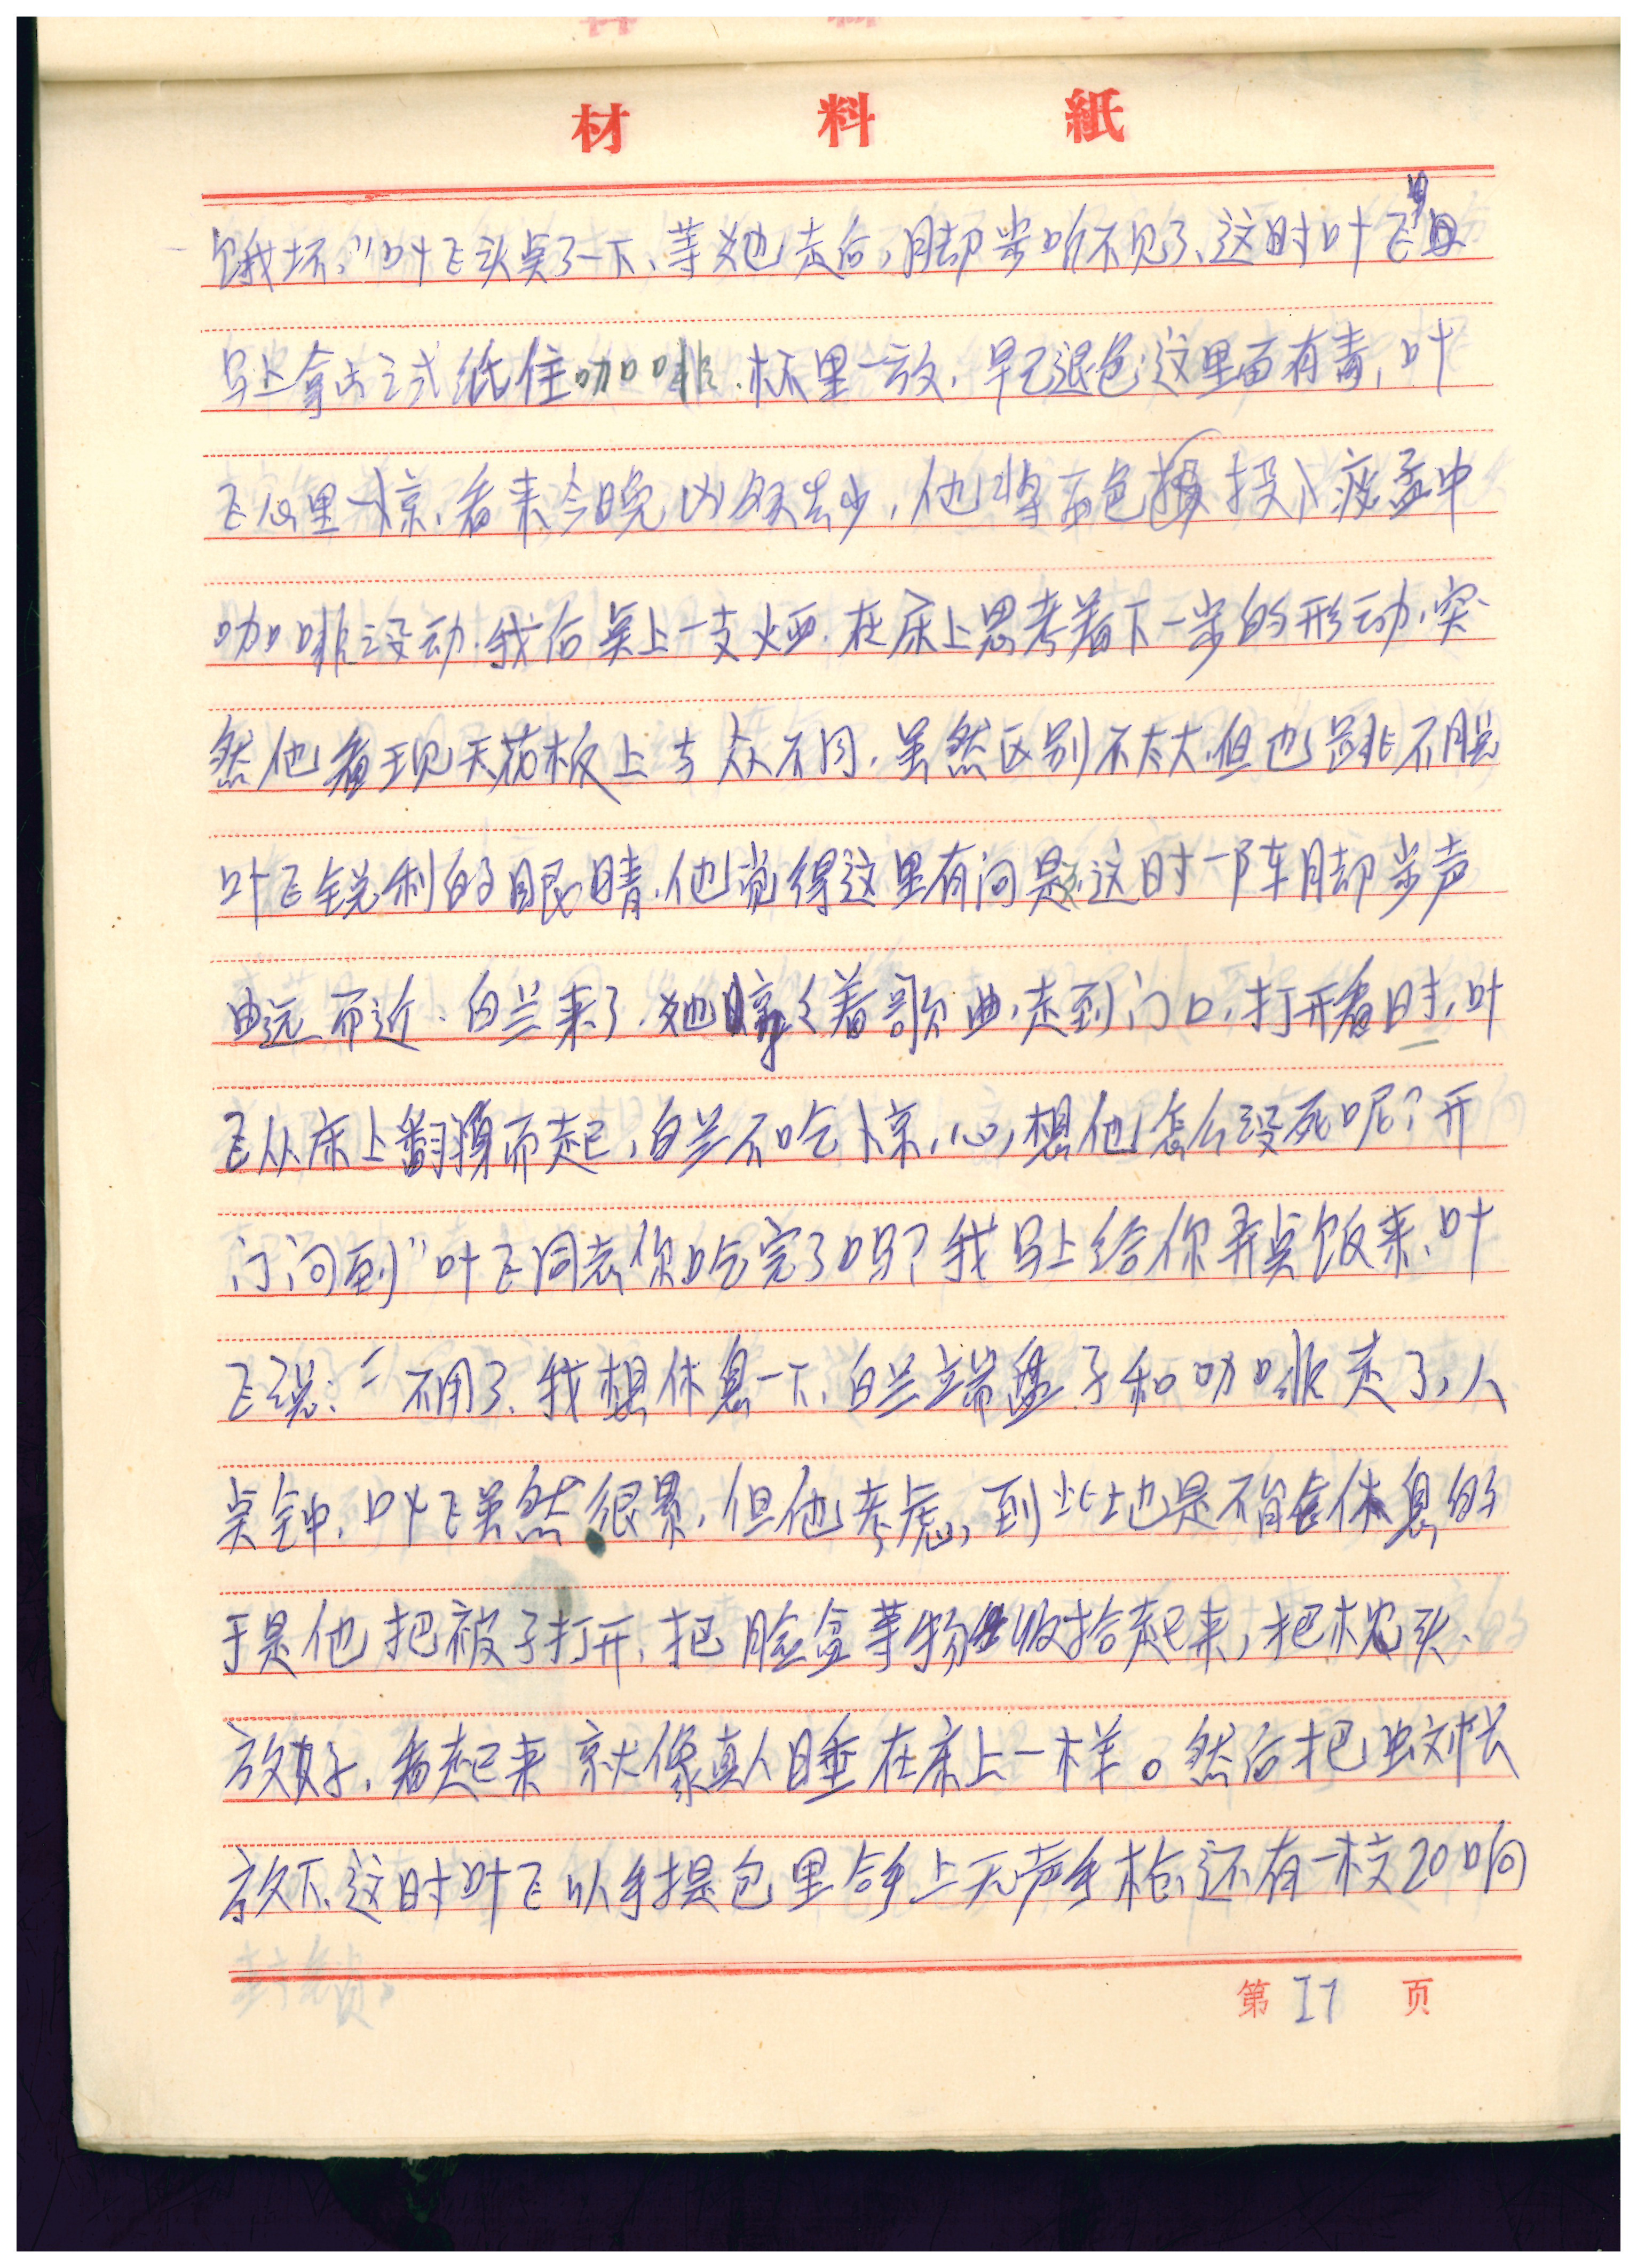 材料紙
饿坏，"叶飞头点了一下、等她走后，脚步听不见了、这时叶飞
马上拿出试纸往咖啡杯里一放，早已退色这里面有毒，叶
飞心里一惊，看来今晚凶多吉少，他将面包投入痰盂中
咖啡没动.我后点上一支烟.在床上思考着下一步的形动，突
然他看现天花板上与众不同，虽然区别不太大，但也跳不脱
叶飞锐利的眼睛.他觉得这里有问题这时一阵脚步声
由远而近、白兰来了.她哼着歌曲，走到门口，打开看时，叶
飞从床上翻身而起，白兰不吃惊，心想他怎么没死呢？开
门问到"叶飞同志你吃完了吗？我马上给你弄点饭来，叶
飞说："不用了.我想休息一下.白兰端盘子和咖啡走了，八
点钟，叶飞虽然很累，但他考虑，到此地是不能休息的
于是他把被子打开，把脸盆等物收拾起来，把枕头、
放好，看起来就像真人睡在床上一样。然后把蚊帐
放下、这时叶飞从手提包里拿上无声手枪、还有一支20响
第17页